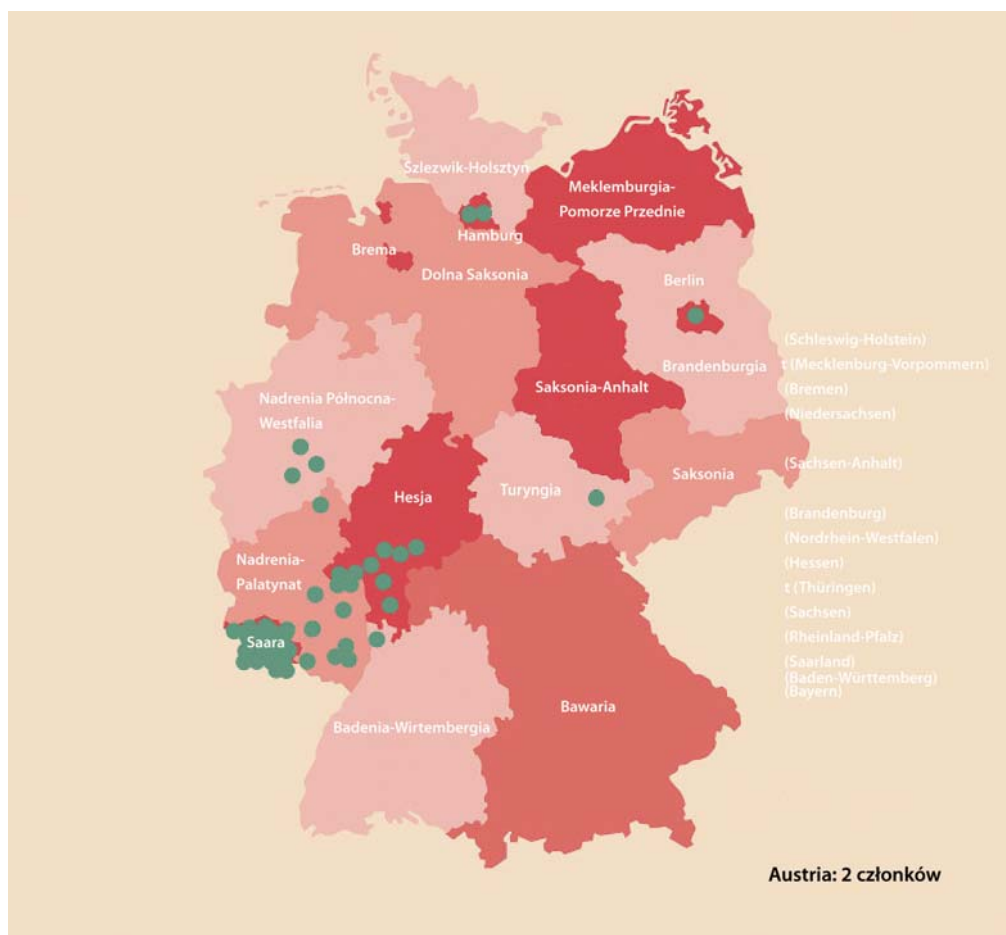 Szlezwik-Holsztyn
Meklemburgia-
Pomorze Przednie
Hamburg
Brema
Dolna Saksonia
Berlin
Brandenburgia
Saksonia-Anhalt
Nadrenia Północna-
Westfalia
Hesja
Turyngia
Saksonia
Nadrenia-
Palatynat
Saara
Badenia-Wirtembergia
Bawaria
(Schleswig-Holstein)
t (Mecklenburg-Vorpommern)
(Bremen)
(Niedersachsen)
(Sachsen-Anhalt)
(Brandenburg)
(Nordrhein-Westfalen)
(Hessen)
t (Thüringen)
(Sachsen)
(Rheinland-Pfalz)
(Saarland)
(Baden-Württemberg)
(Bayern)
Austria: 2 członków